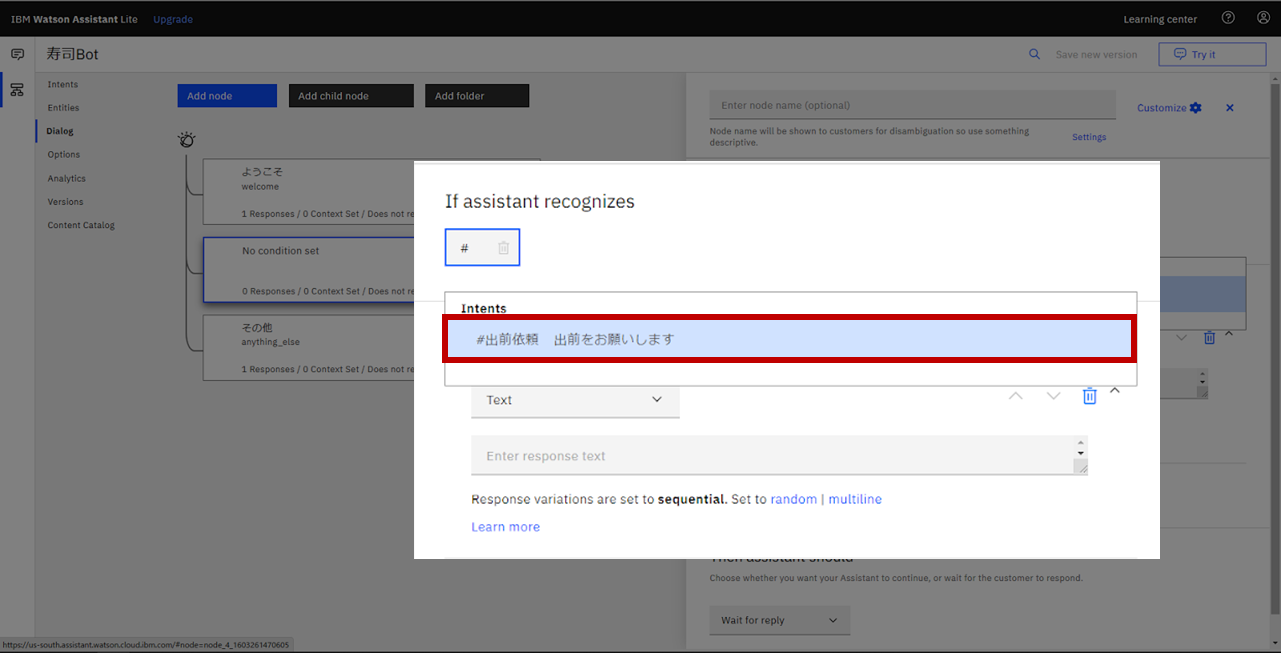 IBM Watson Assistant Lite Upgrade Learning center
寿司Bot Save new version Try it
Intents
Entities
Dialog
Options
Analytics
Versions
Content Catalog
Add node Add child node Add folder
ようこそ
welcome
1 Responses / 0 Context Set / Does not re
No condition set
0 Responses / 0 Context Set / Does not re
その他
anything_else
1 Responses / 0 Context Set / Does not re
Enter node name (optional)
Customize
Node name will be shown to customers for disambiguation so use something
descriptive.
Settings
If assistant recognizes
#
Intents
#出前依頼 出前をお願いします
Text
Enter response text
Response variations are set to sequential. Set to random | multiline
Learn more
Then assistant should
Choose whether you want your Assistant to continue, or wait for the customer to respond.
Wait for reply
https://us-south.assistant.watson.cloud.ibm.com/#node=node_4_1603261470605